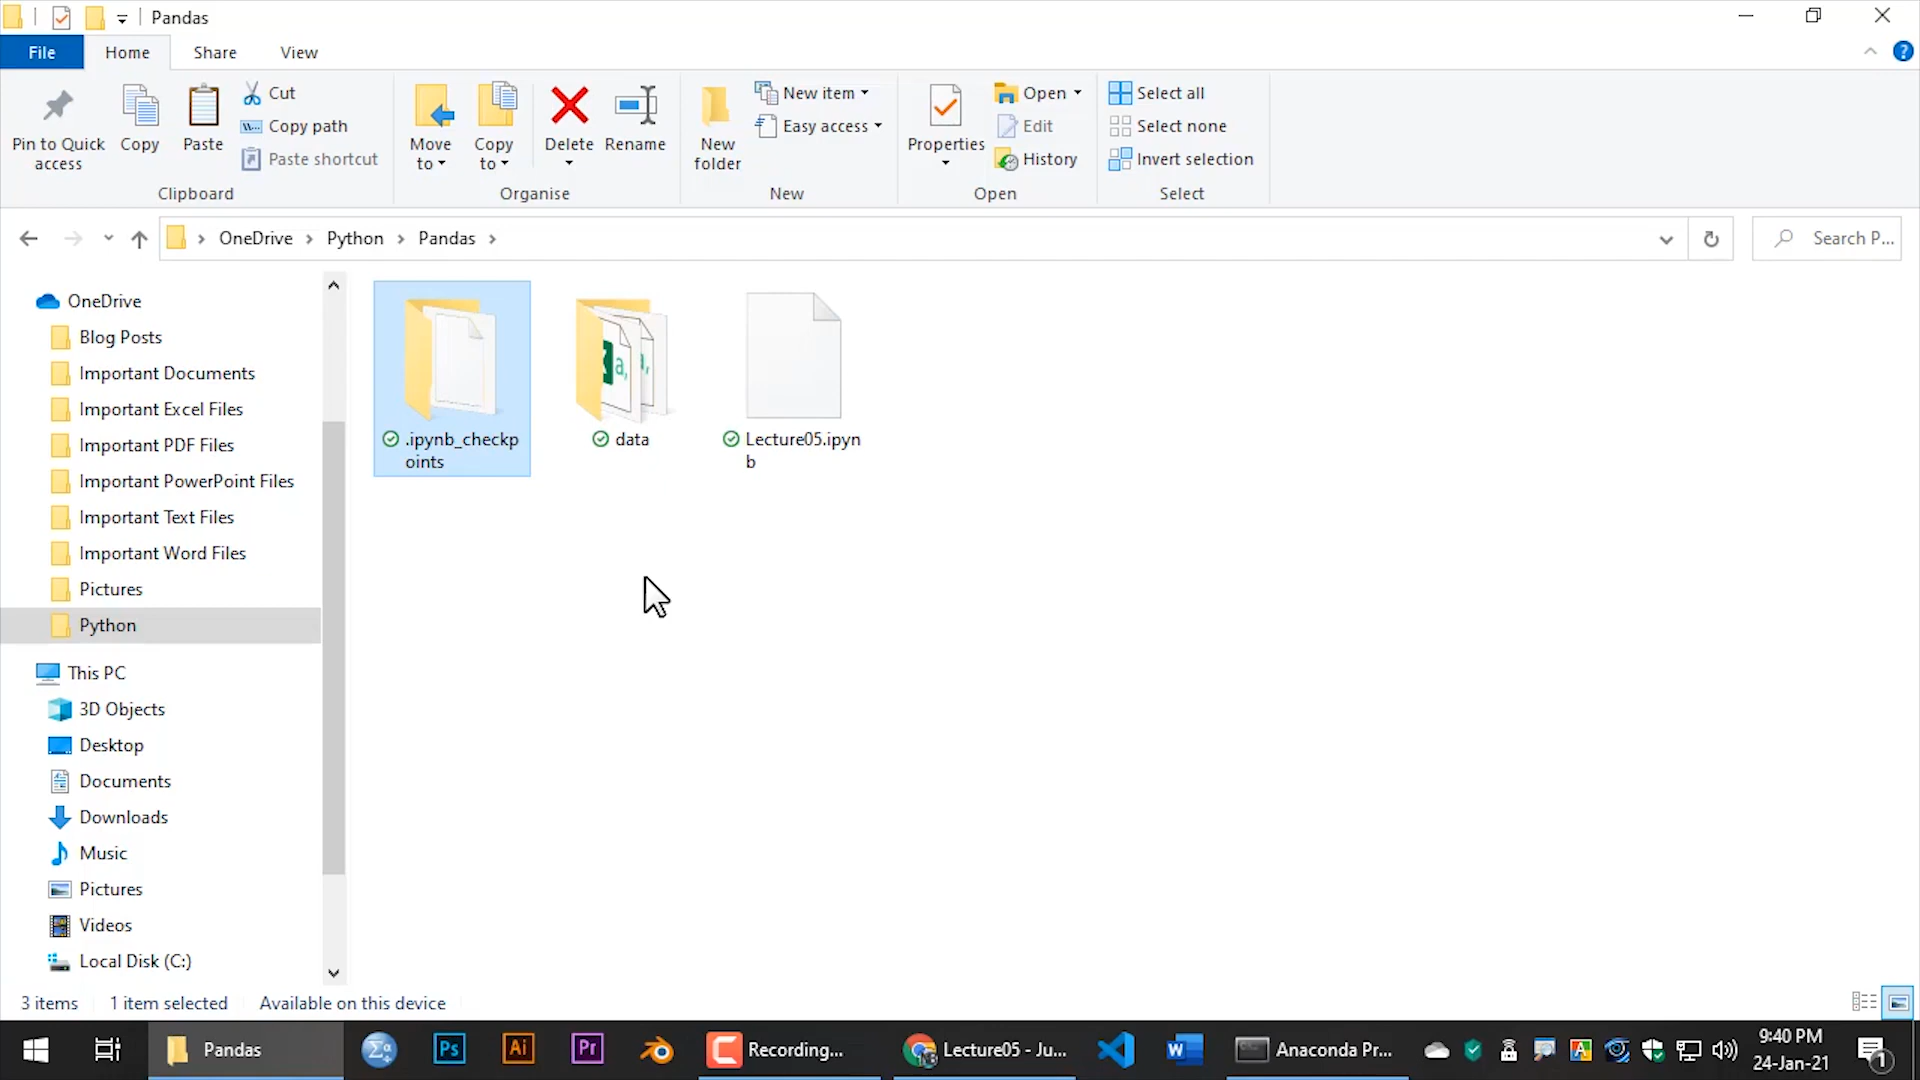 Pandas
File Home Share View
Pin to Quick access
Copy
Paste
Cut
Copy path
Paste shortcut
Clipboard
Move to
Copy to
Delete
Rename
Organise
New folder
New item
Easy access
New
Properties
Open
Edit
History
Open
Select all
Select none
Invert selection
Select
OneDrive Python Pandas
Search P...
OneDrive
Blog Posts
Important Documents
Important Excel Files
Important PDF Files
Important PowerPoint Files
Important Text Files
Important Word Files
Pictures
Python
This PC
3D Objects
Desktop
Documents
Downloads
Music
Pictures
Videos
Local Disk (C:)
.ipynb_checkp
oints
data
Lecture05.ipyn
b
3 items 1 item selected Available on this device
Pandas
Ps
Ai
Pr
Recording...
Lecture05 - Ju...
Anaconda Pr...
9:40 PM
24-Jan-21
1